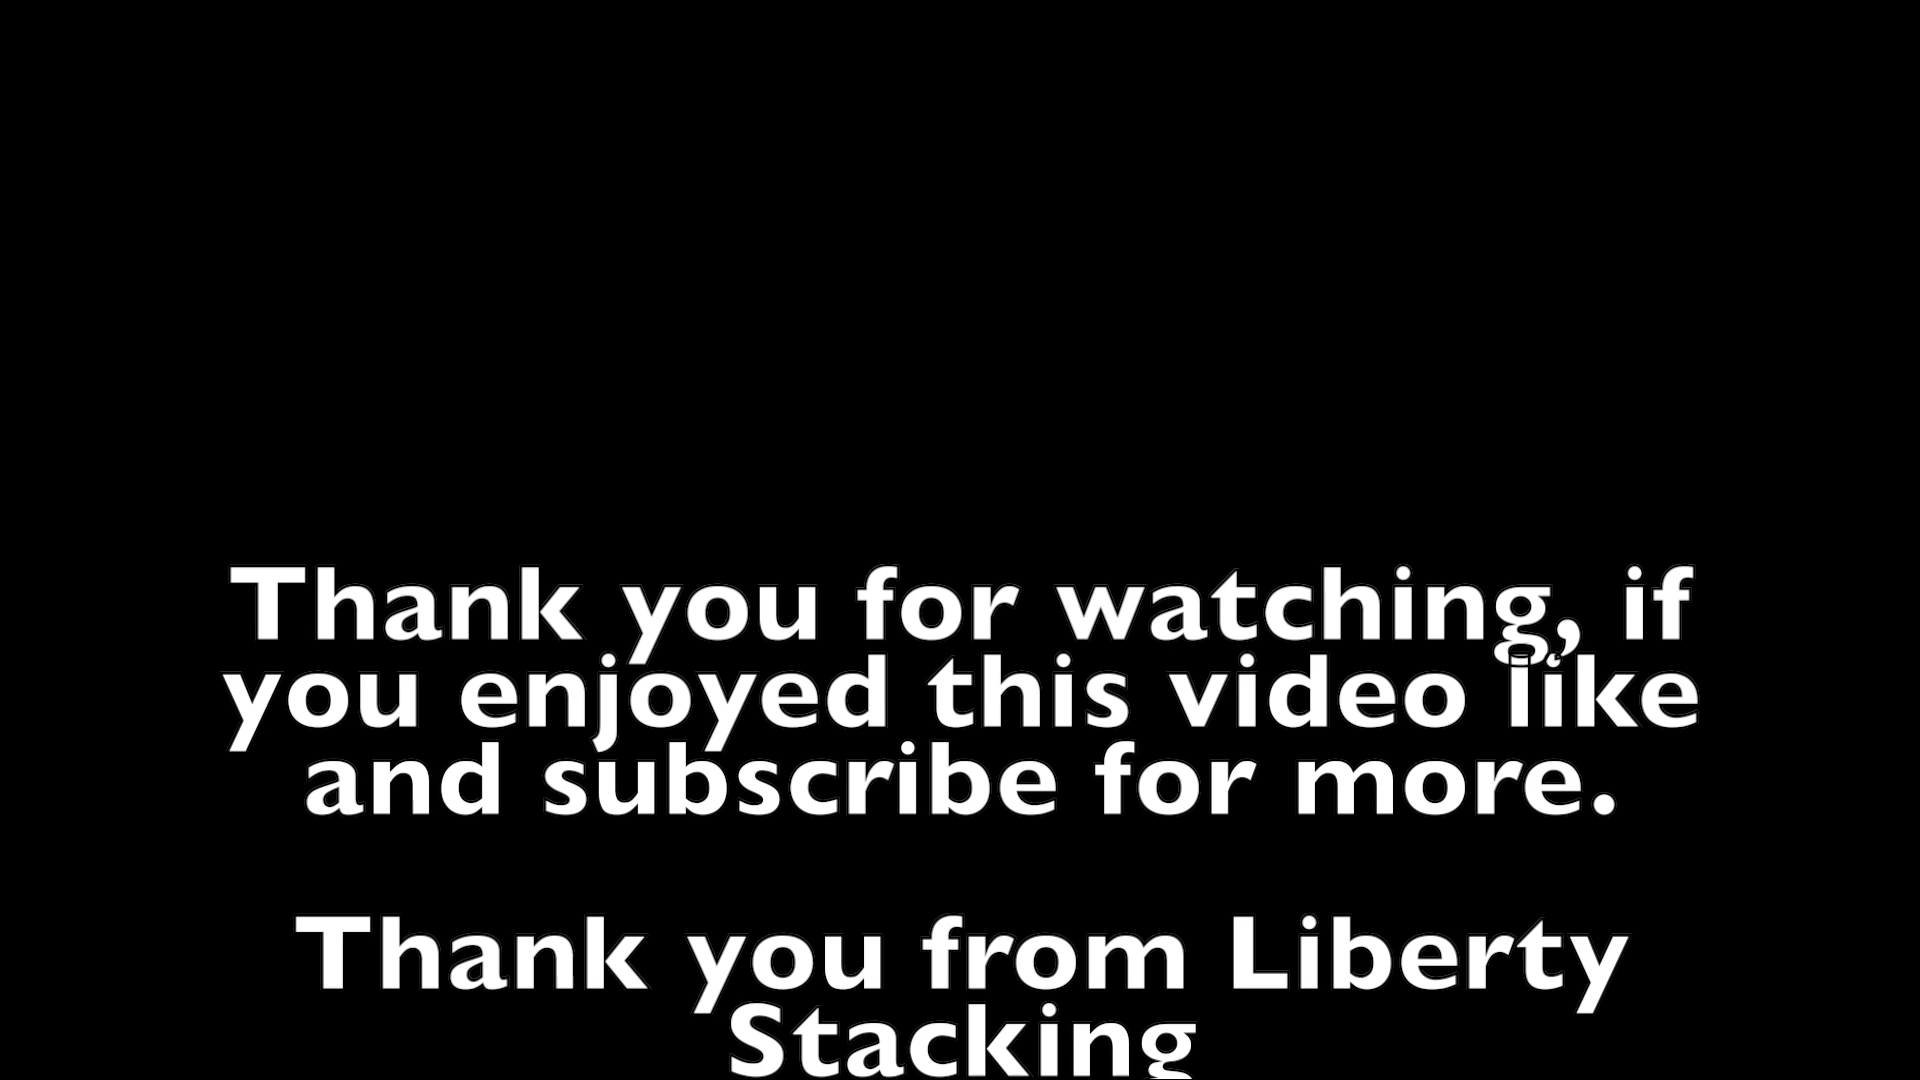 Thank you for watching, if
you enjoyed this video like
and subscribe for more.
Thank you from Liberty
Stacking